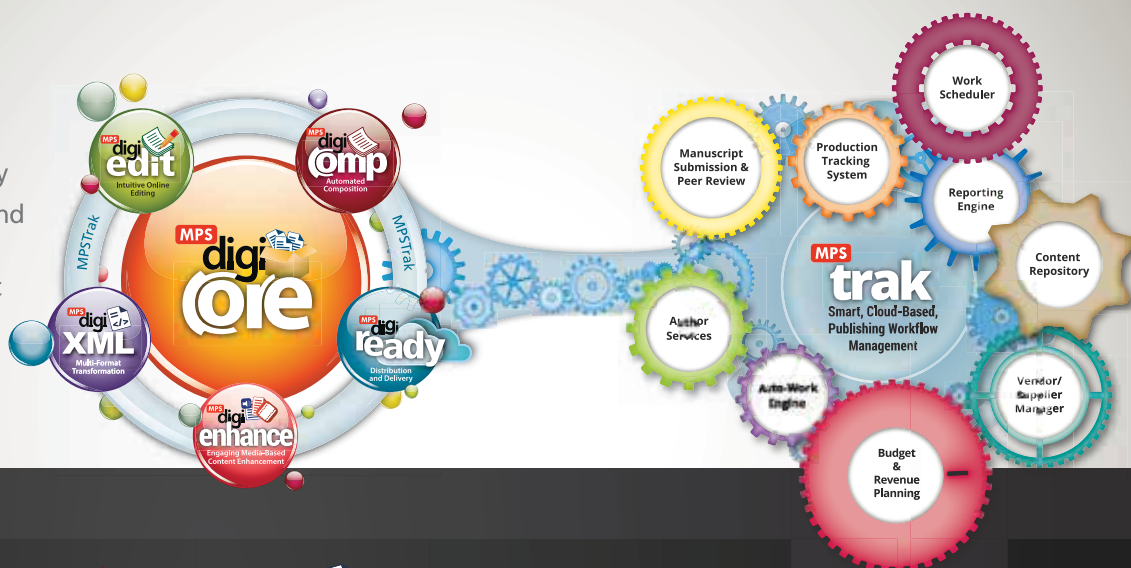 y
nd
t
MPS
digi
edit
Intuitive Online
Editing
MPS
digi
Comp
Automated
Composition
MPSTrak
MPSTrak
MPS
digi
Core
MPS
digi
XML
Multi-Format
Transformation
MPS
digi
ready
Distribution
and Delivery
MPS
digi
enhance
Engaging Media-Based
Content Enhancement
Work
Scheduler
Manuscript
Submission &
Peer Review
Production
Tracking
System
Reporting
Engine
Content
Repository
MPS
trak
Smart, Cloud-Based,
Publishing Workflow
Management
Author
Services
Auto-Work
Engine
Vendor/
Supplier
Manager
Budget
&
Revenue
Planning